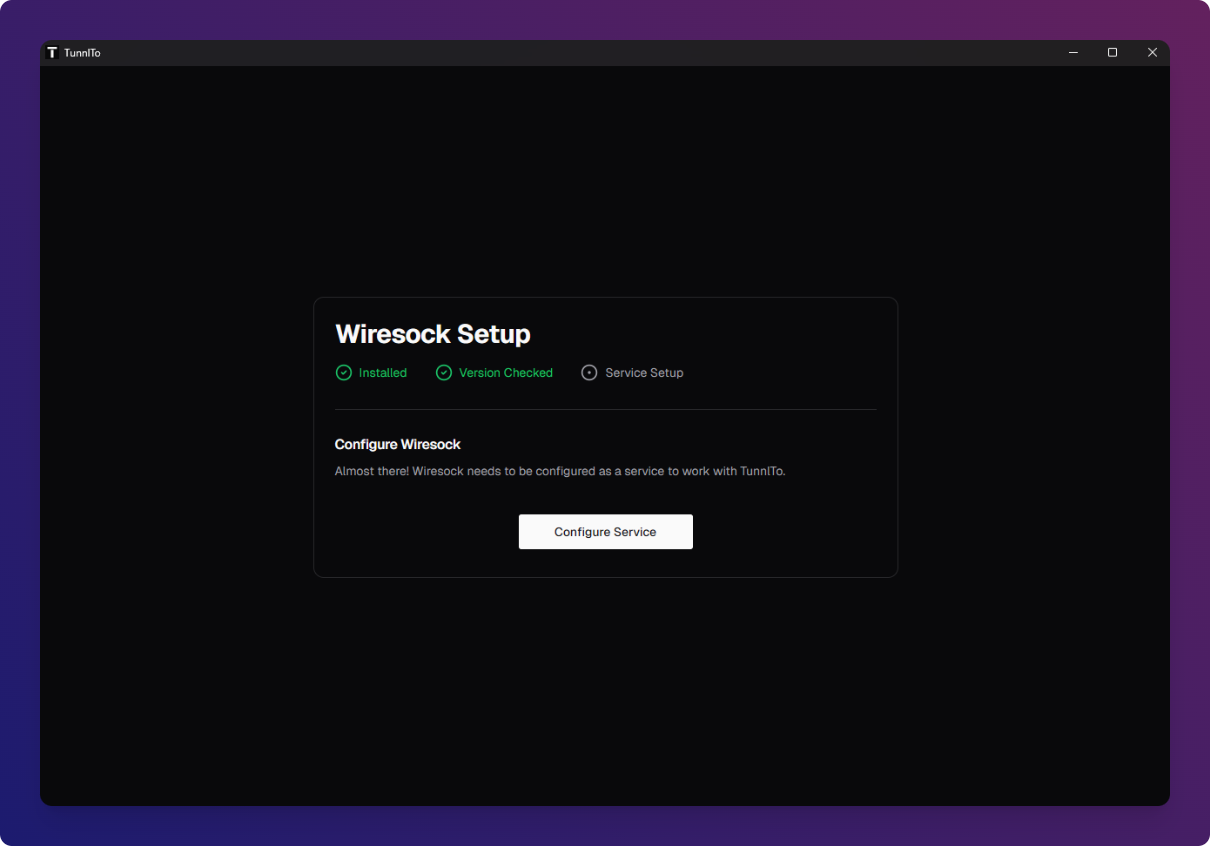 T TunnlTo
Wiresock Setup
Installed Version Checked Service Setup
Configure Wiresock
Almost there! Wiresock needs to be configured as a service to work with TunnlTo.
Configure Service